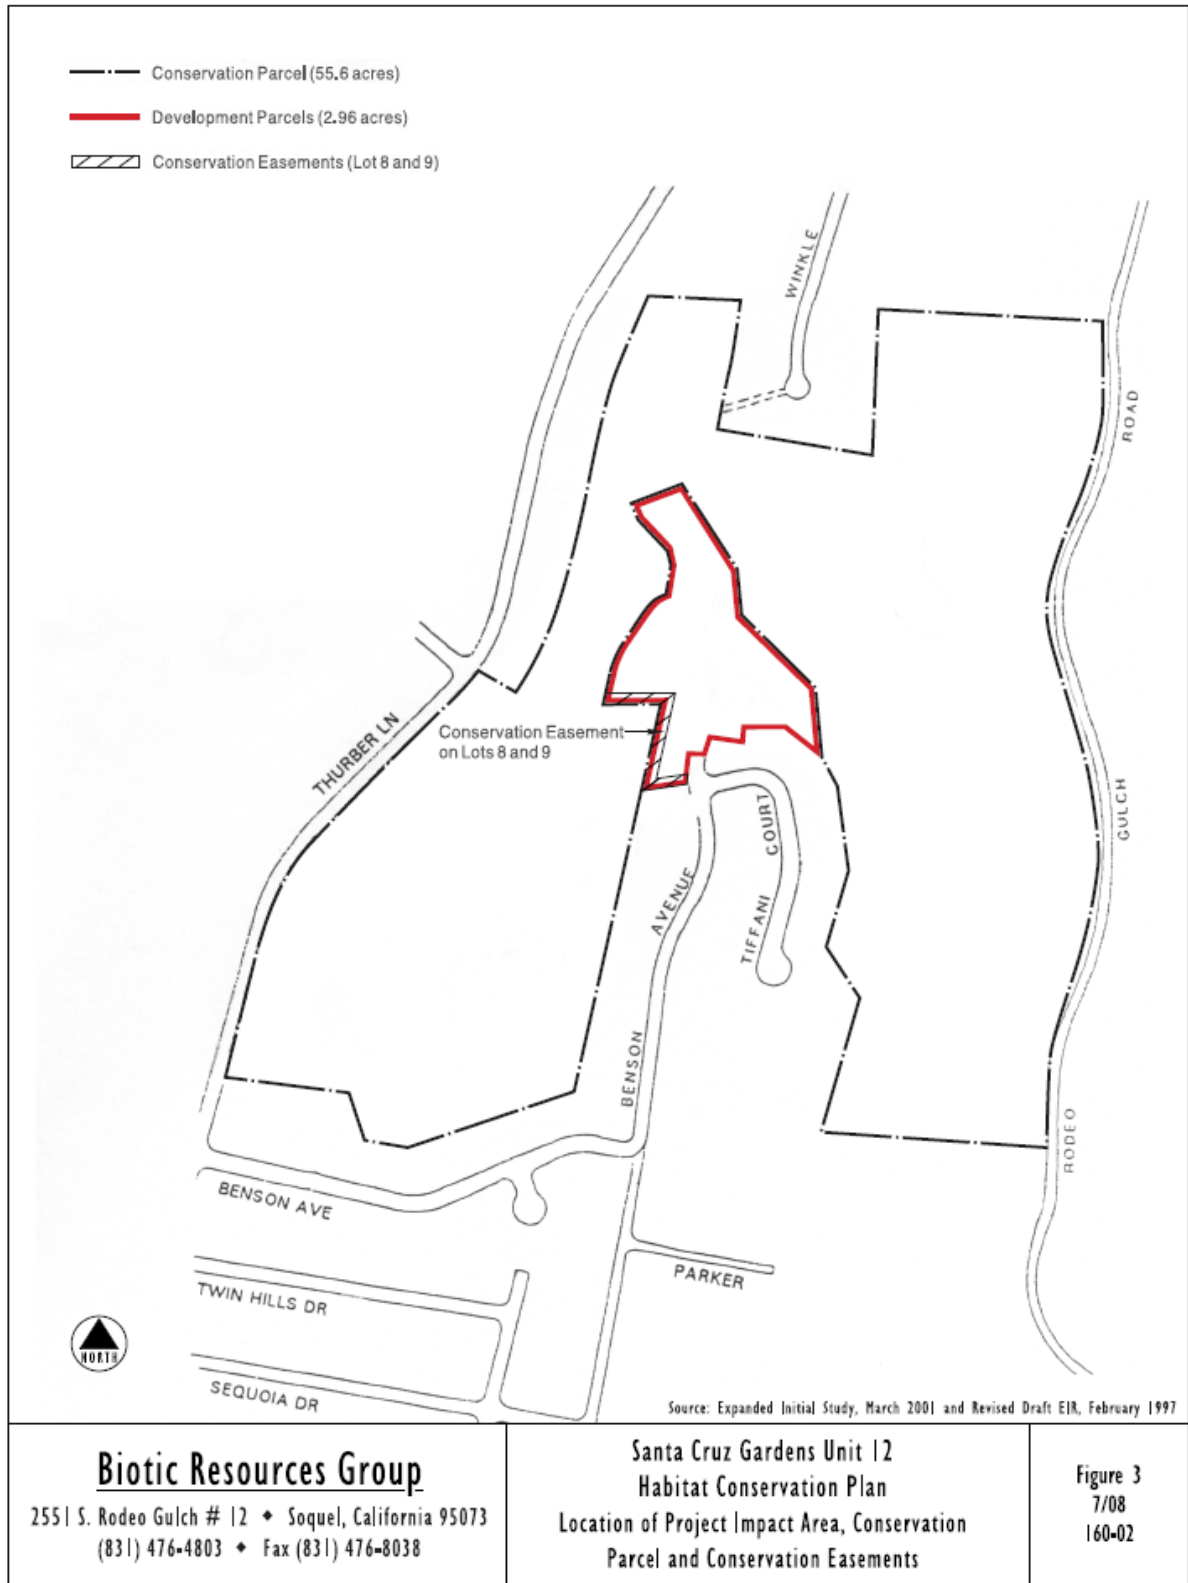 Conservation Parcel (55.6 acres)
Development Parcels (2.96 acres)
Conservation Easements (Lot 8 and 9)
WINKLE
ROAD
Conservation Easement
on Lots 8 and 9
THURBER LN
GULCH
COURT
AVENUE
TIFFANI
BENSON
RODEO
BENSON AVE
PARKER
TWIN HILLS DR
NORTH
SEQUOIA DR
Source: Expanded Initial Study, March 2001 and Revised Draft EIR, February 1997
Biotic Resources Group
2551 S. Rodeo Gulch # 12 ◆ Soquel, California 95073
(831) 476-4803 ◆ Fax (831) 476-8038
Santa Cruz Gardens Unit 12
Habitat Conservation Plan
Location of Project Impact Area, Conservation
Parcel and Conservation Easements
Figure 3
7/08
160-02